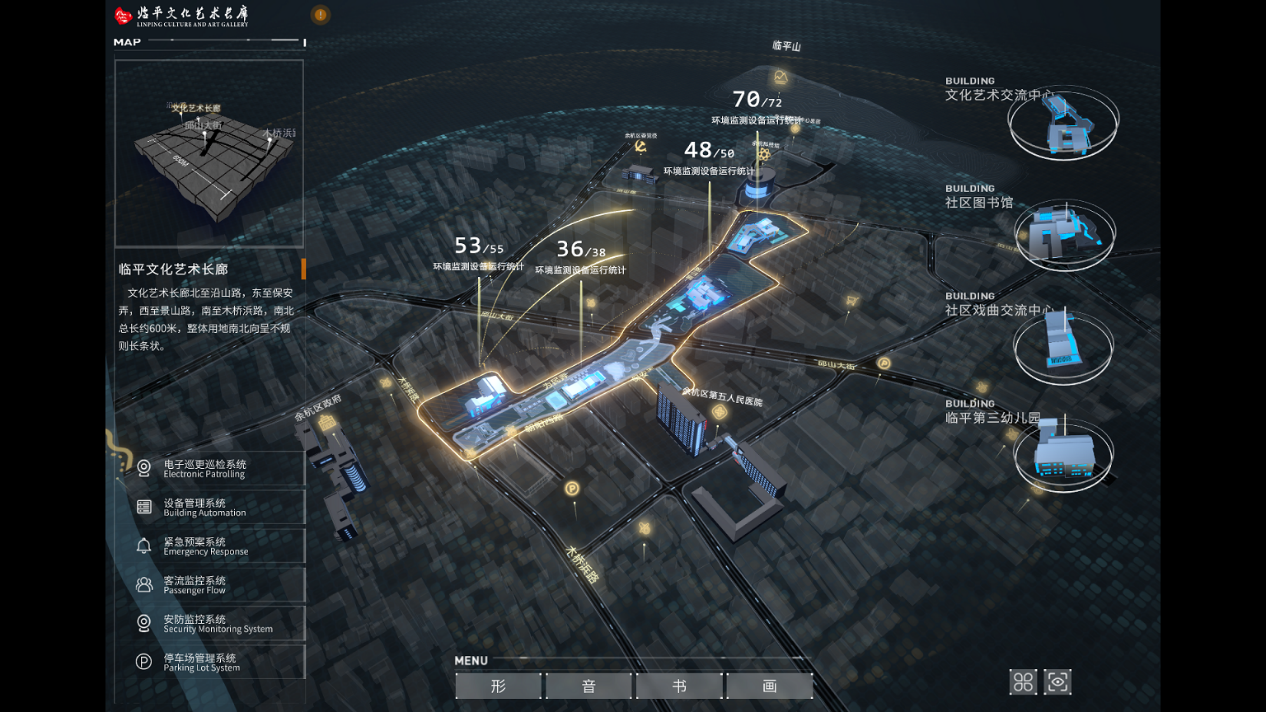 临平文化艺术长廊
LINPING CULTURE AND ART GALLERY
MAP
文化艺术长廊
邱山大街
木桥浜
600M
临平文化艺术长廊
文化艺术长廊北至沿山路，东至保安
弄，西至景山路，南至木桥浜路，南北
总长约600米，整体用地南北向呈不规
则长条状。
电子巡更巡检系统
Electronic Patrolling
设备管理系统
Building Automation
紧急预案系统
Emergency Response
客流监控系统
Passenger Flow
安防监控系统
Security Monitoring System
停车场管理系统
Parking Lot System
临平山
70/72
环境监测设备运行统计
48/50
环境监测设备运行统计
53/55
环境监测设备运行统计
36/38
环境监测设备运行统计
邱山大街
邱山大街
余杭区政府
余杭区第五人民医院
木桥浜路
木桥浜路
P
P
BUILDING
文化艺术交流中心
BUILDING
社区图书馆
BUILDING
社区戏曲交流中心
BUILDING
临平第三幼儿园
MENU
形
音
书
画